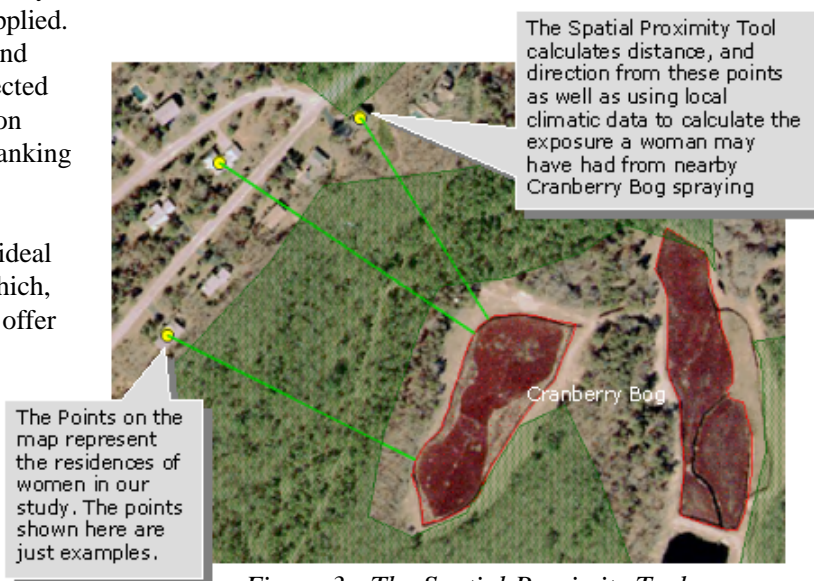 pplied.
nd
ected
on
anking
ideal
hich,
offer
The Spatial Proximity Tool
calculates distance, and
direction from these points
as well as using local
climatic data to calculate the
exposure a woman may
have had from nearby
Cranberry Bog spraying
Cranberry Bog
The Points on the
map represent
the residences of
women in our
study. The points
shown here are
just examples.
Figure 3 The Spatial Proximity Tool